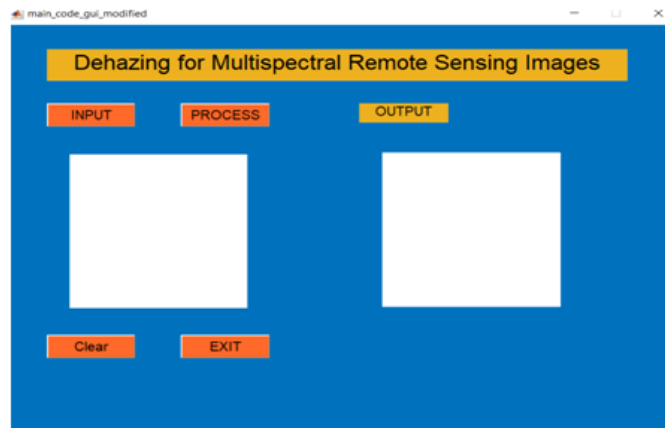 main_code_gui_modified
Dehazing for Multispectral Remote Sensing Images
INPUT PROCESS OUTPUT
Clear EXIT